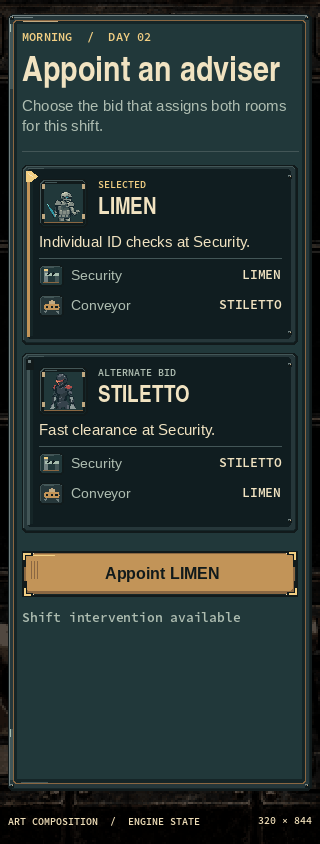 MORNING / DAY 02
Appoint an adviser
Choose the bid that assigns both rooms
for this shift.
SELECTED
LIMEN
Individual ID checks at Security.
Security LIMEN
Conveyor STILETTO
ALTERNATE BID
STILETTO
Fast clearance at Security.
Security STILETTO
Conveyor LIMEN
Appoint LIMEN
Shift intervention available
ART COMPOSITION / ENGINE STATE 320 × 844